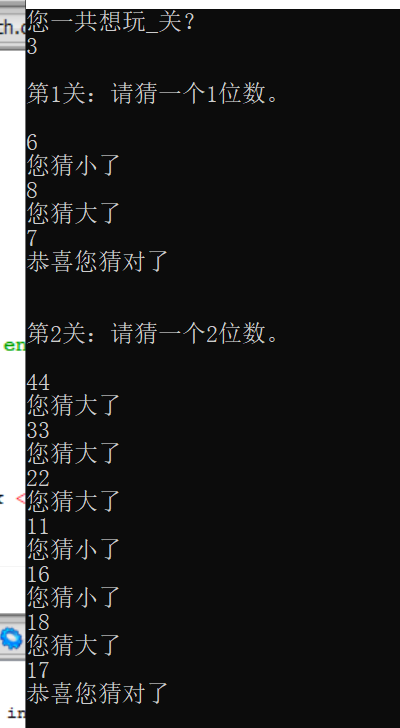 您一共想玩_关?
3
第1关：请猜一个1位数。
6
您猜小了
8
您猜大了
7
恭喜您猜对了
第2关：请猜一个2位数。
44
您猜大了
33
您猜大了
22
您猜大了
11
您猜小了
16
您猜小了
18
您猜大了
17
恭喜您猜对了
th.
en
<
in